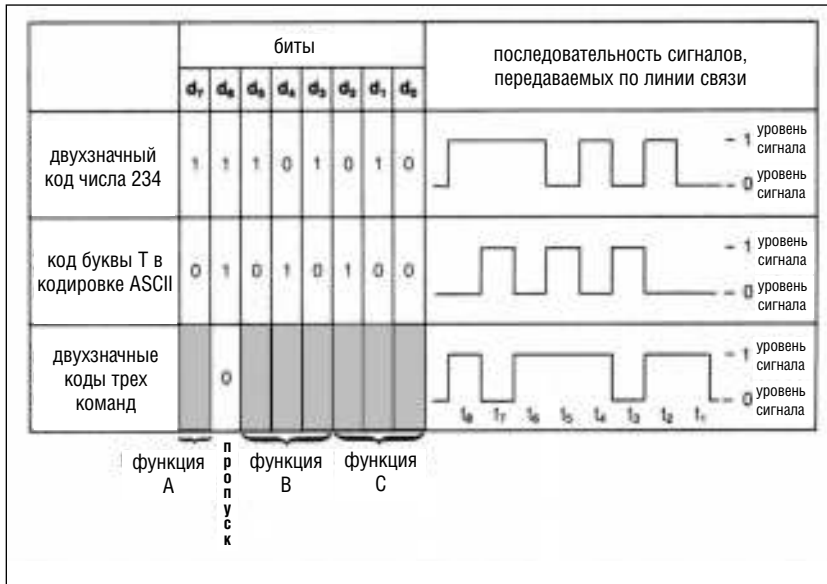 биты
последовательность сигналов,
передаваемых по линии связи
d₇ d₆ d₅ d₄ d₃ d₂ d₁ d₀
двухзначный
код числа 234
1 1 1 0 1 0 1 0
1 уровень
сигнала
0 уровень
сигнала
код буквы Т в
кодировке ASCII
0 1 0 1 0 1 0 0
1 уровень
сигнала
0 уровень
сигнала
двухзначные
коды трех
команд
0
1 уровень
сигнала
0 уровень
сигнала
t₈ t₇ t₆ t₅ t₄ t₃ t₂ t₁
функция
А
пропуск
функция
В
функция
С